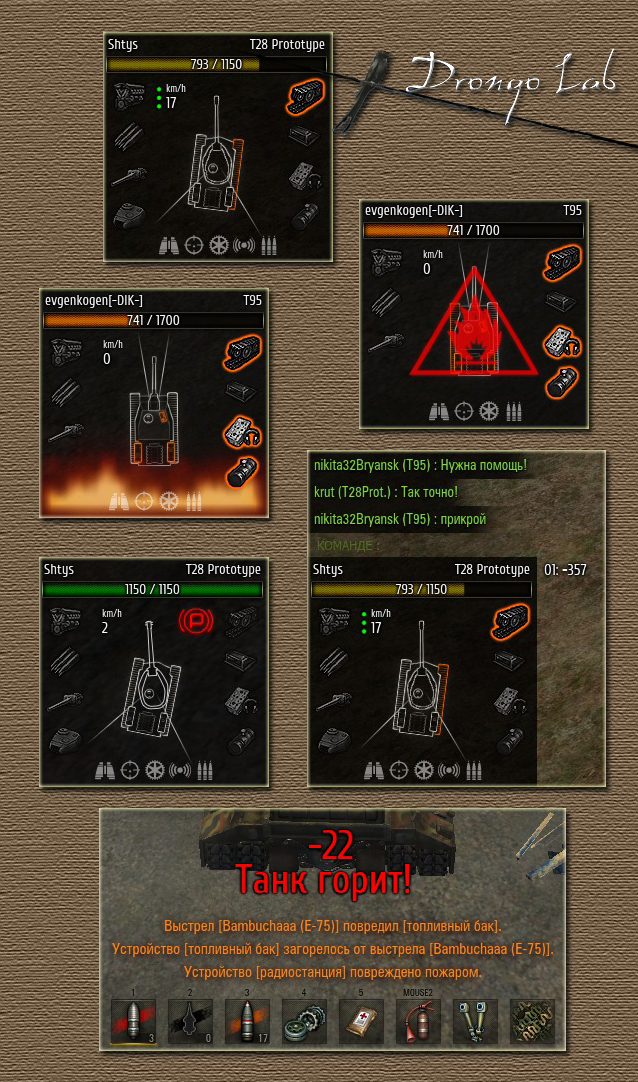 Shtys T28 Prototype
793 / 1150
km/h
17
Drongo Lab
evgenkogen[-DIK-] T95
741 / 1700
km/h
0
evgenkogen[-DIK-] T95
741 / 1700
km/h
0
nikita32Bryansk (T95) : Нужна помощь!
krut (T28Prot.) : Так точно!
nikita32Bryansk (T95) : прикрой
КОМАНДЕ :
Shtys T28 Prototype
1150 / 1150
km/h
2
P
Shtys T28 Prototype 01: -357
793 / 1150
km/h
17
-22
Танк горит!
Выстрел [Bambuchaaa (E-75)] повредил [топливный бак].
Устройство [топливный бак] загорелось от выстрела [Bambuchaaa (E-75)].
Устройство [радиостанция] повреждено пожаром.
1 2 3 4 5 MOUSE2
3 0 17